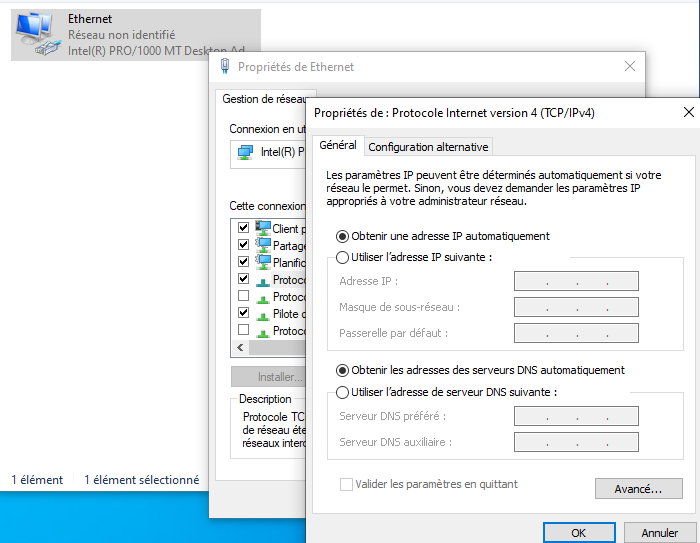 Ethernet
Réseau non identifié
Intel(R) PRO/1000 MT Desktop Ad
Propriétés de Ethernet
Gestion de réseau
Connexion en ut
Intel(R) P
Cette connexion
Client p
Partage
Planific
Protoco
Protoco
Pilote d
Protoco
Installer...
Description
Protocole TC
de réseau éte
réseaux interc
Propriétés de : Protocole Internet version 4 (TCP/IPv4)
Général
Configuration alternative
Les paramètres IP peuvent être déterminés automatiquement si votre
réseau le permet. Sinon, vous devez demander les paramètres IP
appropriés à votre administrateur réseau.
Obtenir une adresse IP automatiquement
Utiliser l'adresse IP suivante :
Adresse IP :
Masque de sous-réseau :
Passerelle par défaut :
Obtenir les adresses des serveurs DNS automatiquement
Utiliser l'adresse de serveur DNS suivante :
Serveur DNS préféré :
Serveur DNS auxiliaire :
Valider les paramètres en quittant
Avancé...
OK
Annuler
1 élément
1 élément sélectionné